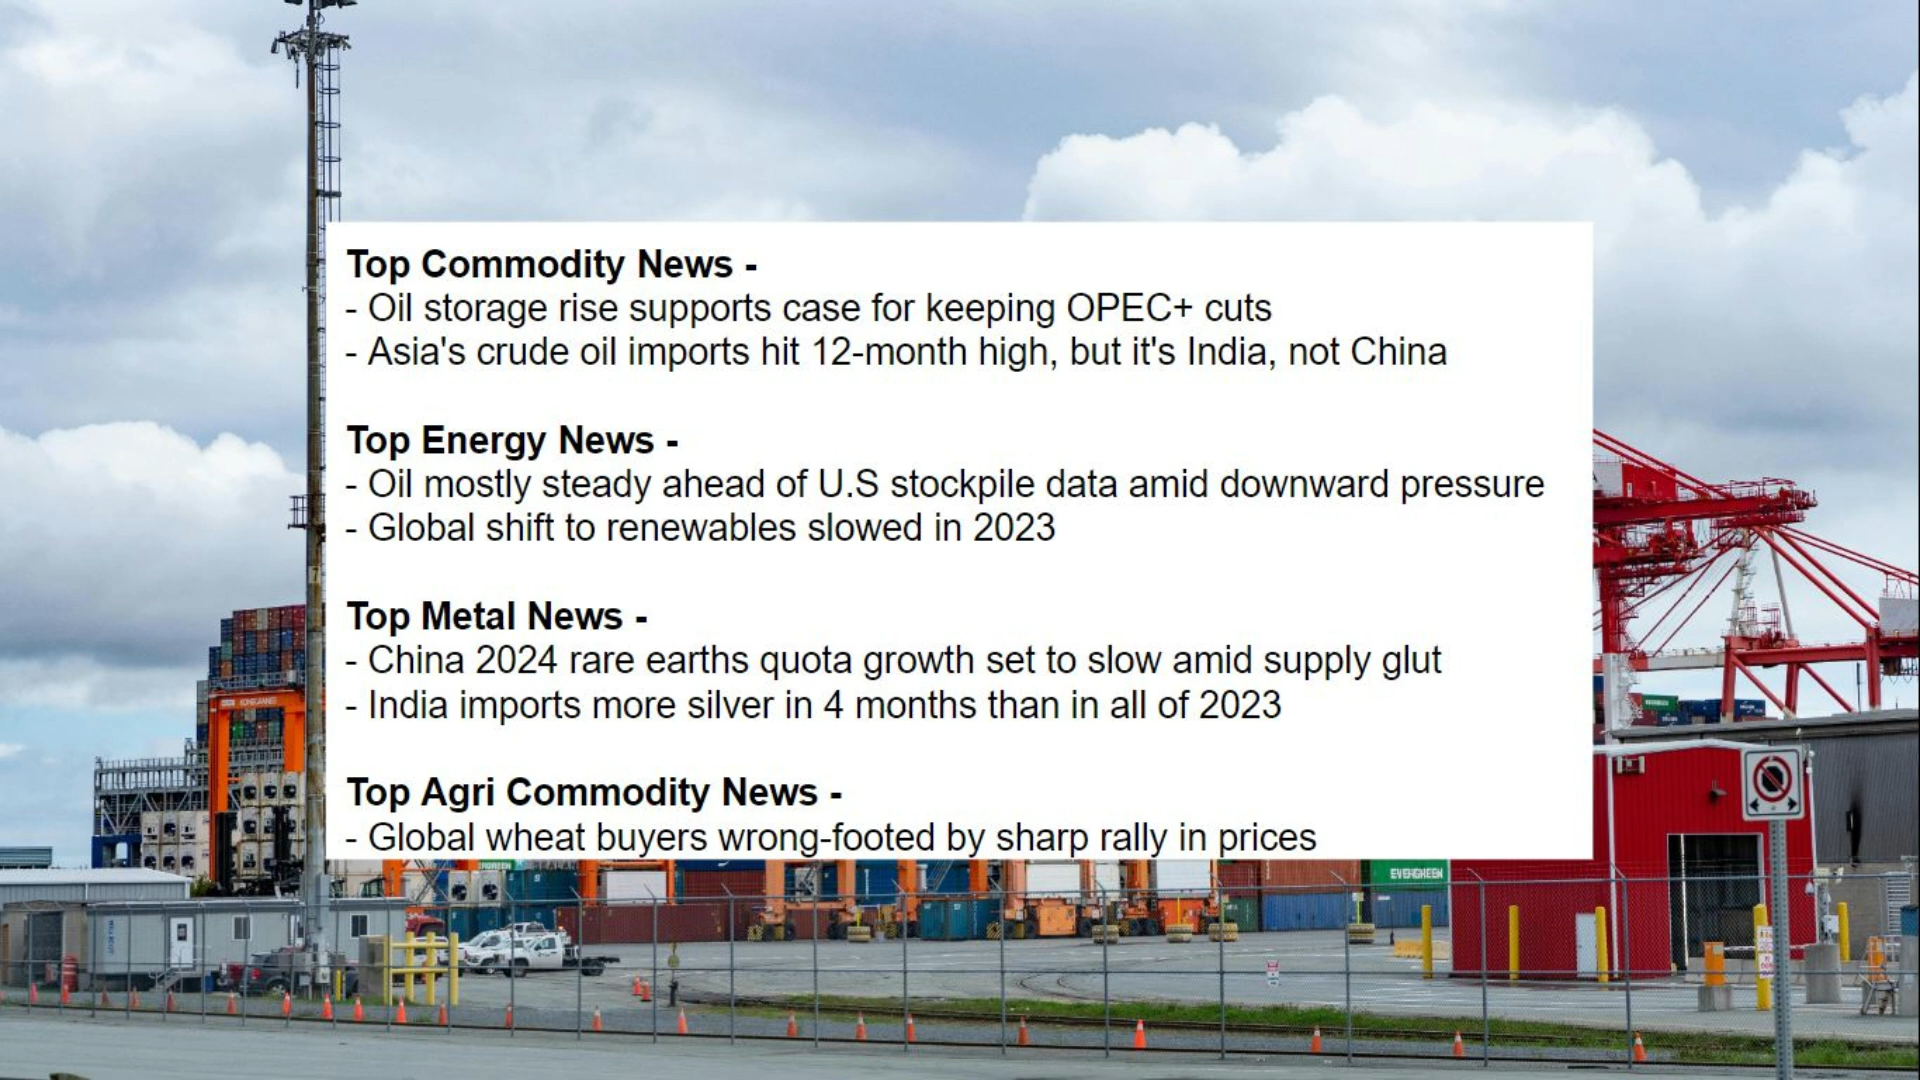 Top Commodity News -
- Oil storage rise supports case for keeping OPEC+ cuts
- Asia's crude oil imports hit 12-month high, but it's India, not China
Top Energy News -
- Oil mostly steady ahead of U.S stockpile data amid downward pressure
- Global shift to renewables slowed in 2023
Top Metal News -
- China 2024 rare earths quota growth set to slow amid supply glut
- India imports more silver in 4 months than in all of 2023
Top Agri Commodity News -
- Global wheat buyers wrong-footed by sharp rally in prices
EVERGREEN